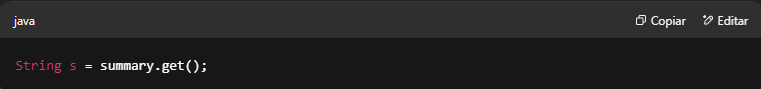 java Copiar Editar
String s = summary.get();